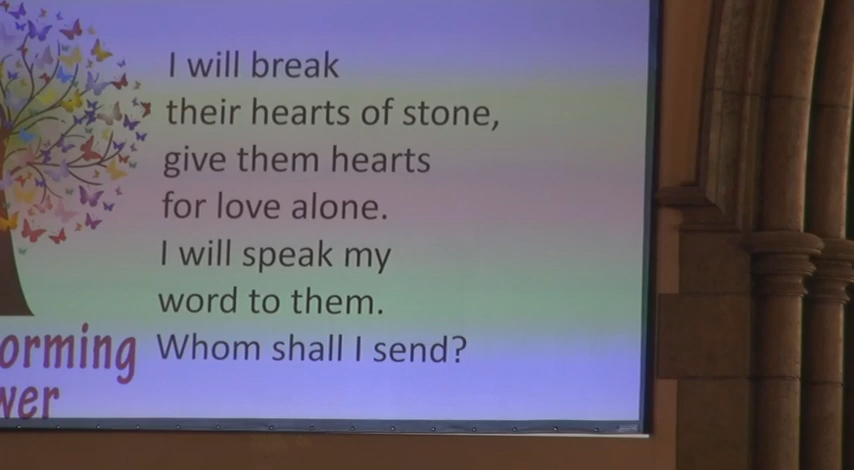 I will break
their hearts of stone,
give them hearts
for love alone.
I will speak my
word to them.
Whom shall I send?
orming
wer